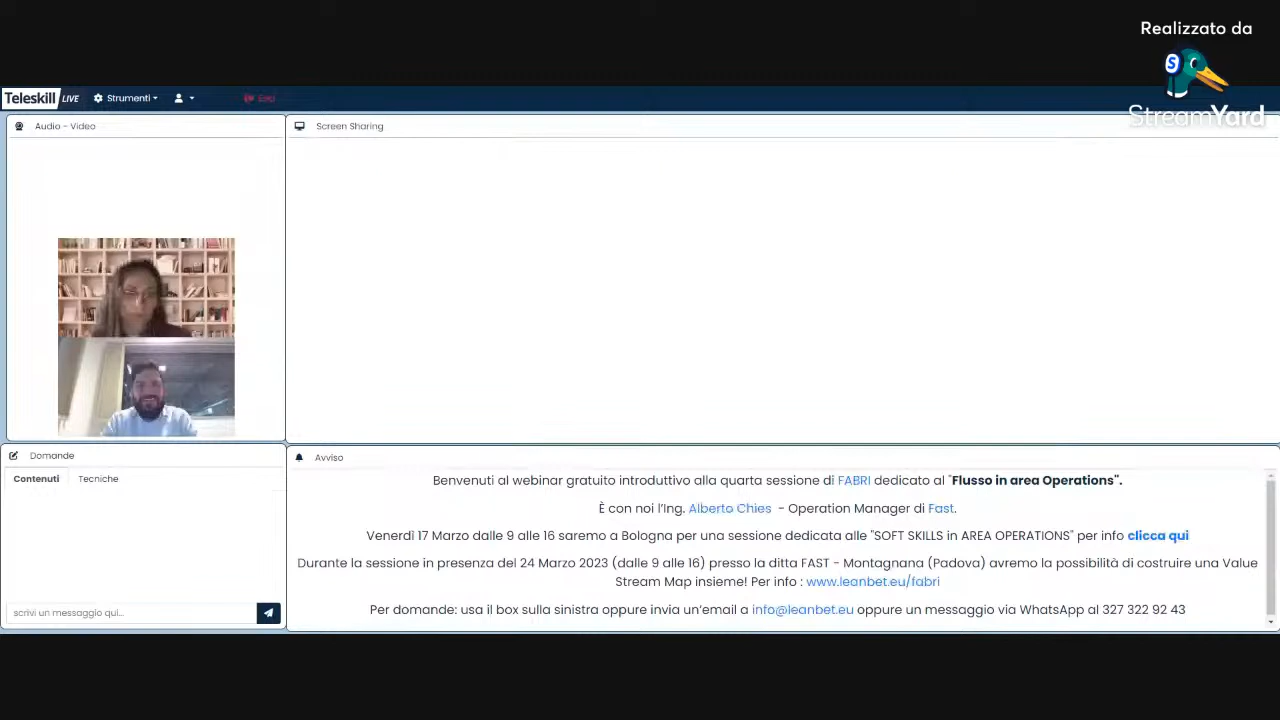 Realizzato da
StreamYard
Teleskill LIVE
Strumenti
Esci
Audio - Video
Screen Sharing
Domande
Contenuti
Tecniche
scrivi un messaggio qui...
Avviso
Benvenuti al webinar gratuito introduttivo alla quarta sessione di FABRI dedicato al "Flusso in area Operations".
È con noi l'Ing. Alberto Chies - Operation Manager di Fast.
Venerdì 17 Marzo dalle 9 alle 16 saremo a Bologna per una sessione dedicata alle "SOFT SKILLS in AREA OPERATIONS" per info clicca qui
Durante la sessione in presenza del 24 Marzo 2023 (dalle 9 alle 16) presso la ditta FAST - Montagnana (Padova) avremo la possibilità di costruire una Value
Stream Map insieme! Per info : www.leanbet.eu/fabri
Per domande: usa il box sulla sinistra oppure invia un'email a info@leanbet.eu oppure un messaggio via WhatsApp al 327 322 92 43